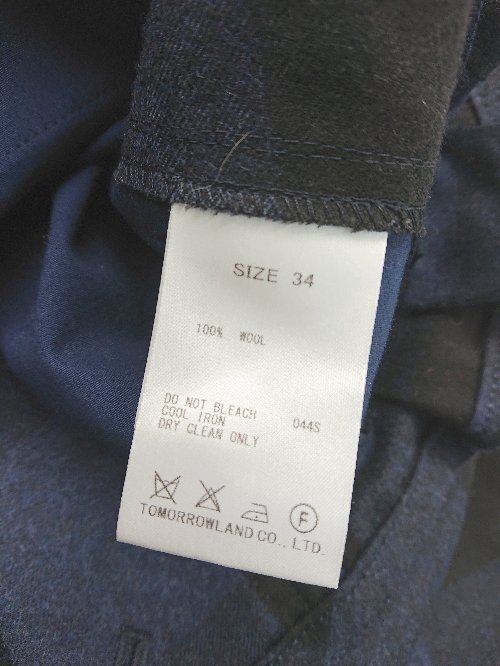 SIZE 34
100% WOOL
DO NOT BLEACH
COOL IRON 044S
DRY CLEAN ONLY
F
TOMORROWLAND CO., LTD.